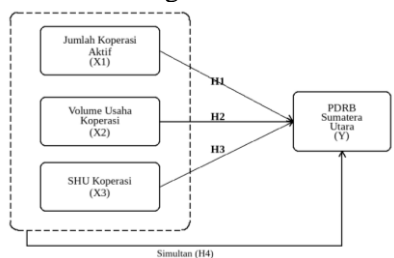 Jumlah Koperasi
Aktif
(X1)
H1
Volume Usaha
Koperasi
(X2)
H2
PDRB
Sumatera
Utara
(Y)
H3
SHU Koperasi
(X3)
Simultan (H4)